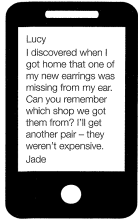 Lucy
I discovered when I
got home that one of
my new earrings was
missing from my ear.
Can you remember
which shop we got
them from? I'll get
another pair – they
weren't expensive.
Jade